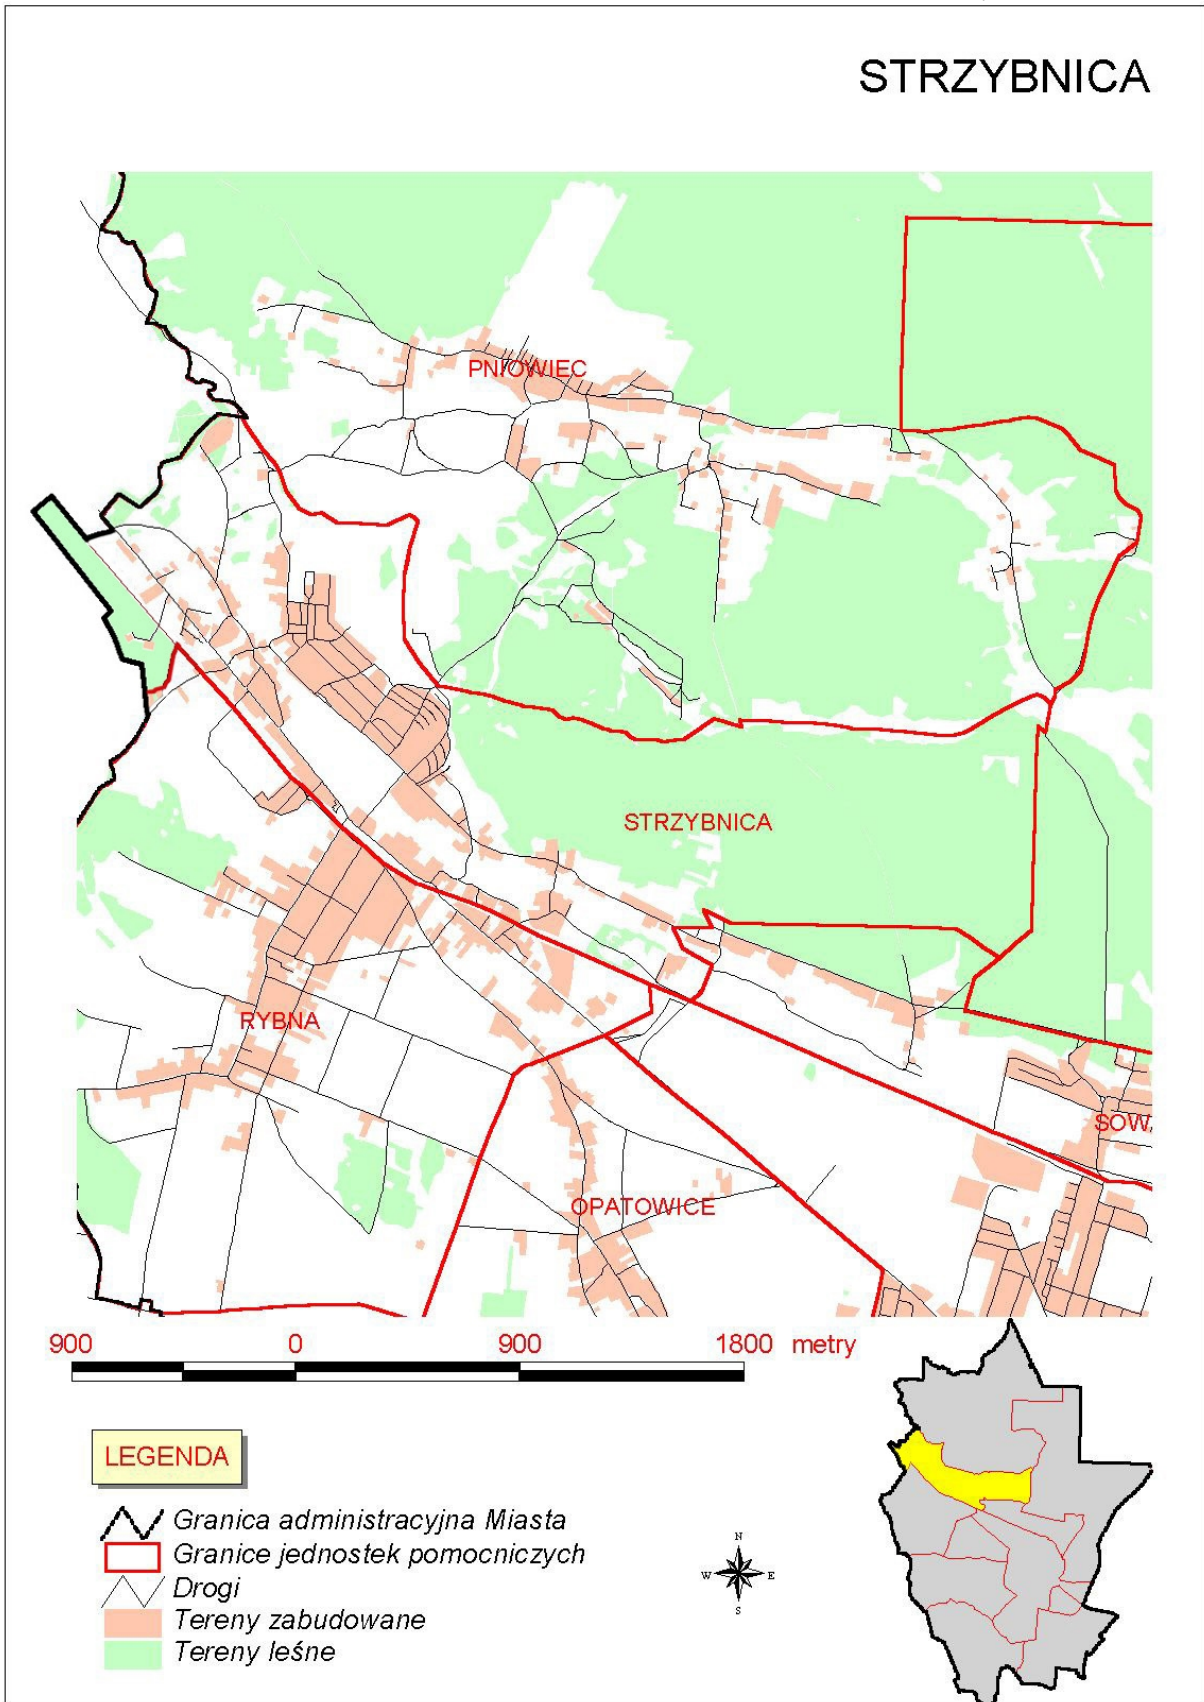 STRZYBNICA
PNIOWIEC
STRZYBNICA
RYBNA
SOW
OPATOWICE
900 0 900 1800 metry
LEGENDA
Granica administracyjna Miasta
Granice jednostek pomocniczych
Drogi
Tereny zabudowane
Tereny leśne
N
W E
S